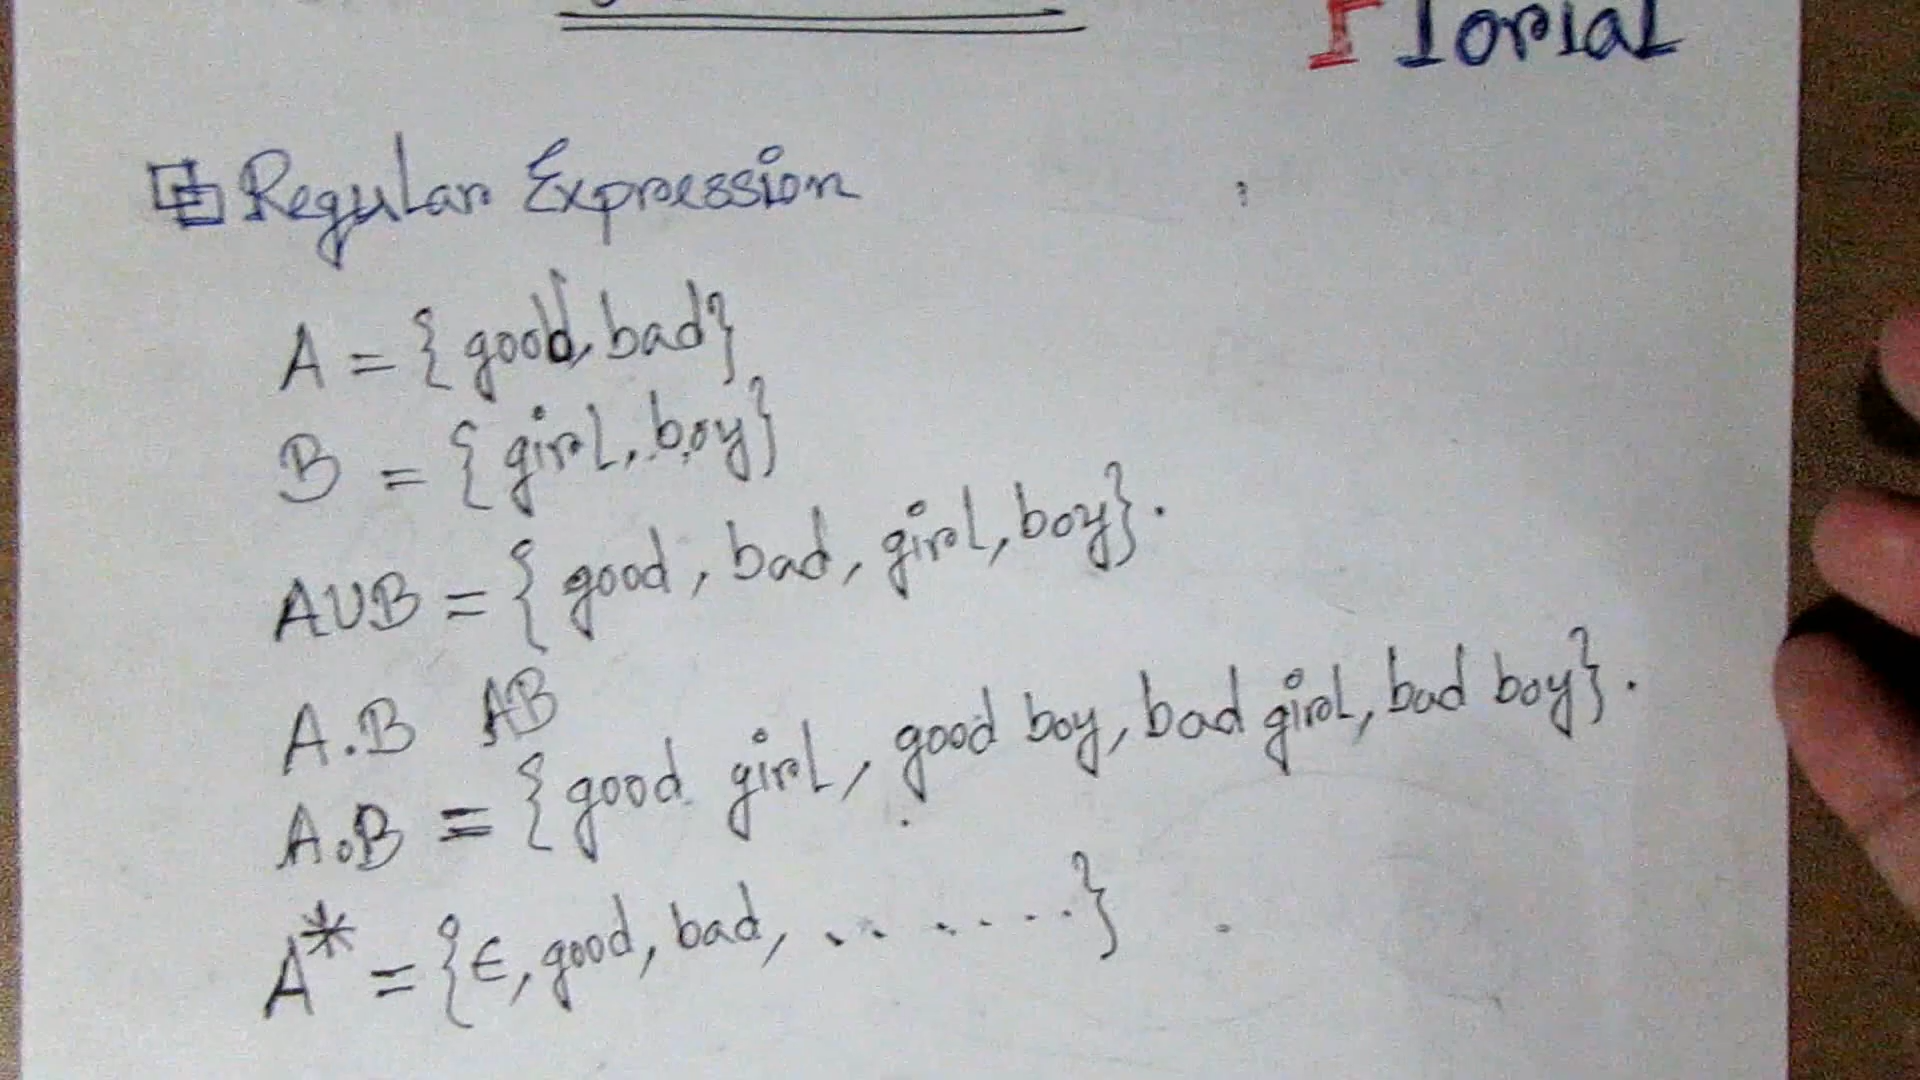 Torial
Regular Expression
A = { good, bad}
B = { girl, boy}
AUB = { good, bad, girl, boy}.
A.B AB
A.B = {good girl, good boy, bad girl, bad boy}.
A* = {ϵ, good, bad, ........}